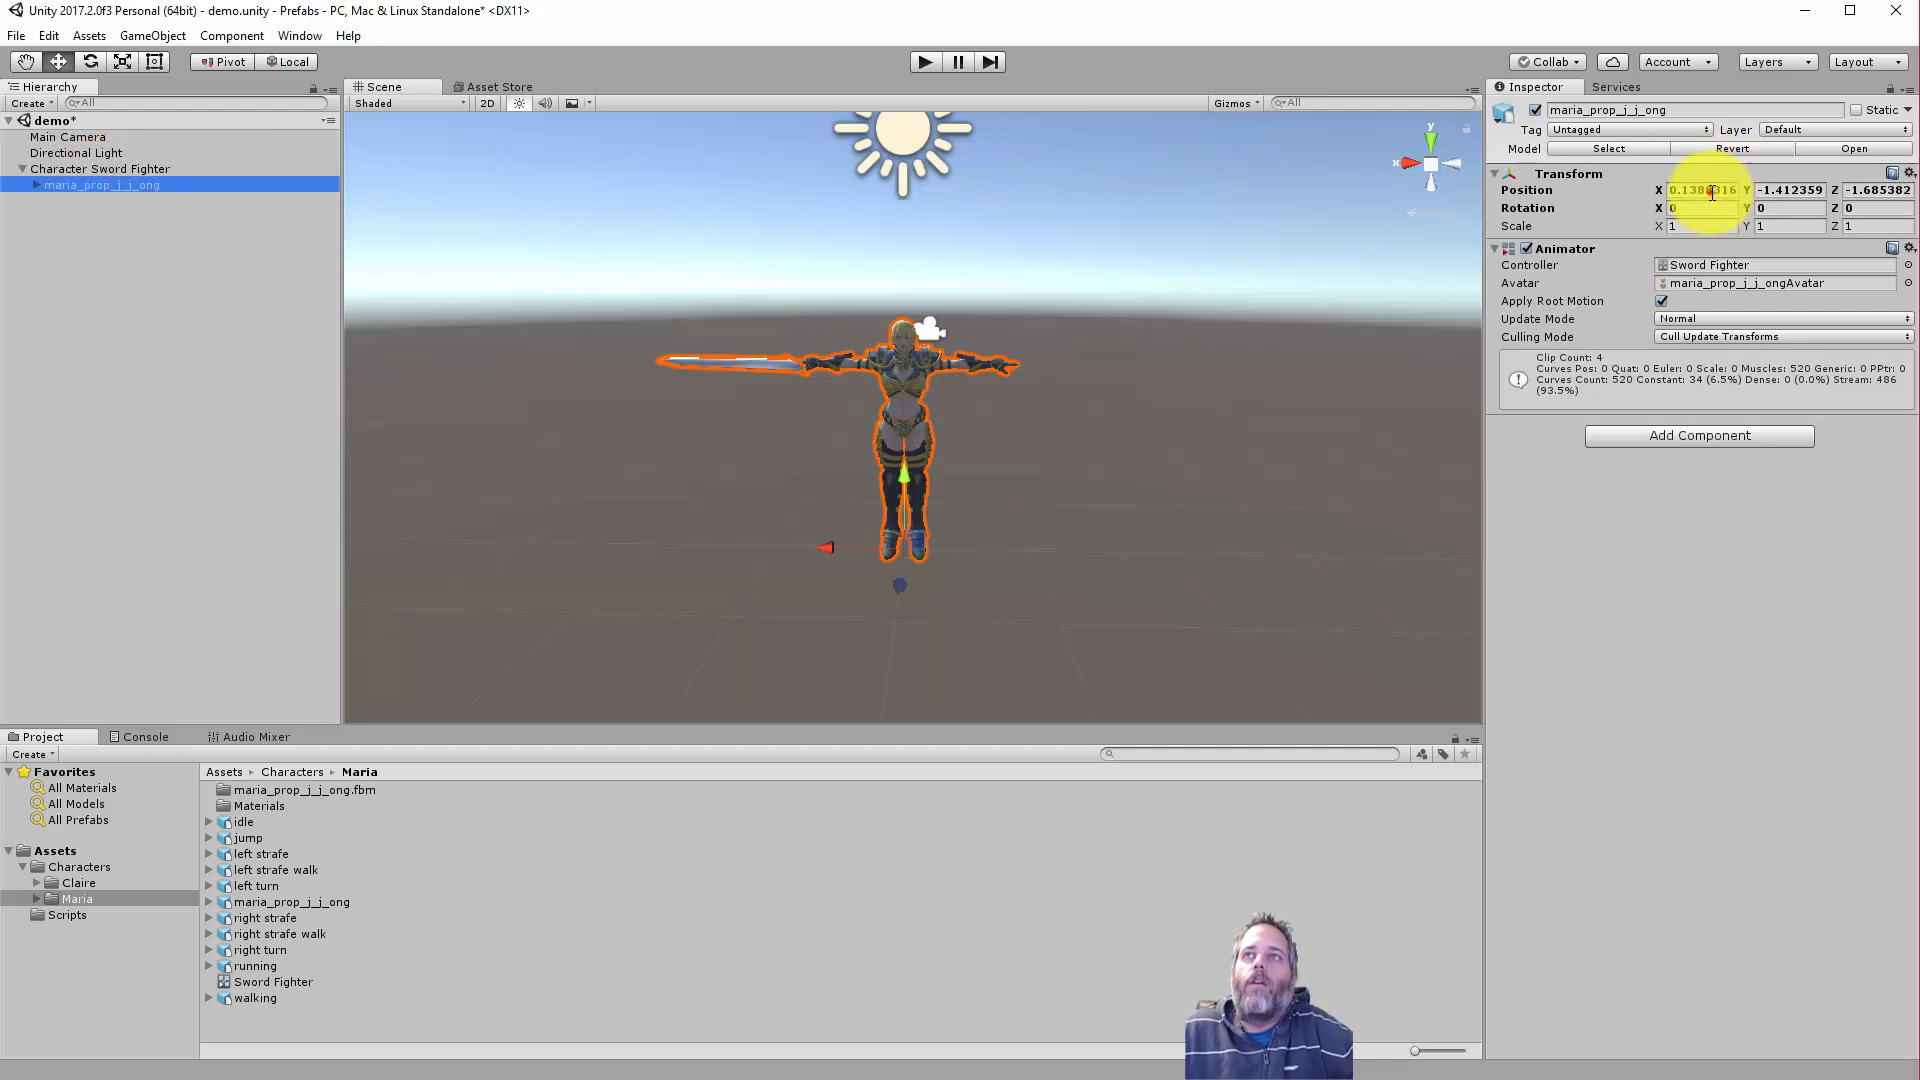 Unity 2017.2.0f3 Personal (64bit) - demo.unity - Prefabs - PC, Mac & Linux Standalone* <DX11>
File Edit Assets GameObject Component Window Help
Pivot Local Collab Account Layers Layout
Hierarchy
Create All
demo*
Main Camera
Directional Light
Character Sword Fighter
maria_prop_j_j_ong
Scene Asset Store
Shaded 2D Gizmos All
y
x
Inspector Services
maria_prop_j_j_ong Static
Tag Untagged Layer Default
Model Select Revert Open
Transform
Position X Y -1.412359 Z -1.685382
Rotation X 0 Y 0 Z 0
Scale X 1 Y 1 Z 1
Animator
Controller Sword Fighter
Avatar maria_prop_j_j_ongAvatar
Apply Root Motion
Update Mode Normal
Culling Mode Cull Update Transforms
Clip Count: 4
Curves Pos: 0 Quat: 0 Euler: 0 Scale: 0 Muscles: 520 Generic: 0 PPtr: 0
Curves Count: 520 Constant: 34 (6.5%) Dense: 0 (0.0%) Stream: 486
(93.5%)
Add Component
Project Console Audio Mixer
Create
Favorites
All Materials
All Models
All Prefabs
Assets
Characters
Claire
Maria
Scripts
Assets Characters Maria
maria_prop_j_j_ong.fbm
Materials
idle
jump
left strafe
left strafe walk
left turn
maria_prop_j_j_ong
right strafe
right strafe walk
right turn
running
Sword Fighter
walking